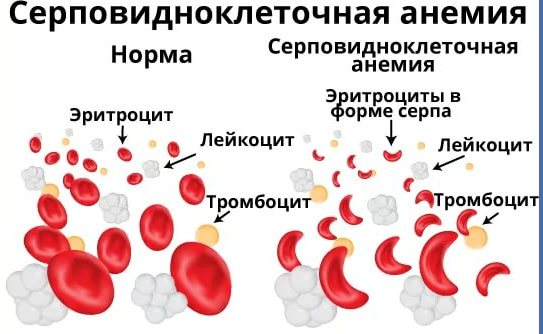 Серповидноклеточная анемия
Норма
Эритроцит
Лейкоцит
Тромбоцит
Серповидноклеточная
анемия
Эритроциты в
форме серпа
Лейкоцит
Тромбоцит